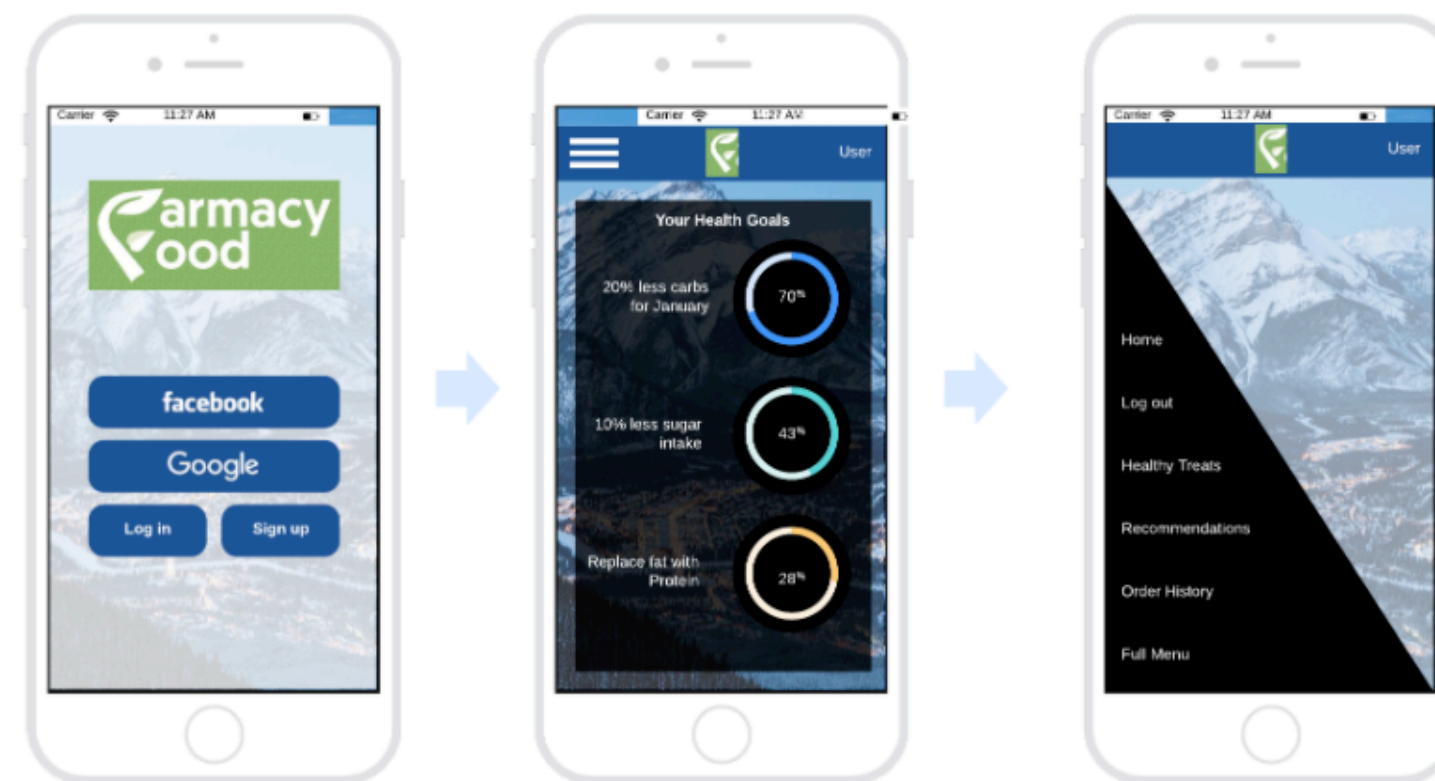 Carrier 11:27 AM
Farmacy
Food
facebook
Google
Log in Sign up
Carrier 11:27 AM
User
Your Health Goals
20% less carbs
for January
70%
10% less sugar
intake
43%
Replace fat with
Protein
28%
Carrier 11:27 AM
User
Home
Log out
Healthy Treats
Recommendations
Order History
Full Menu